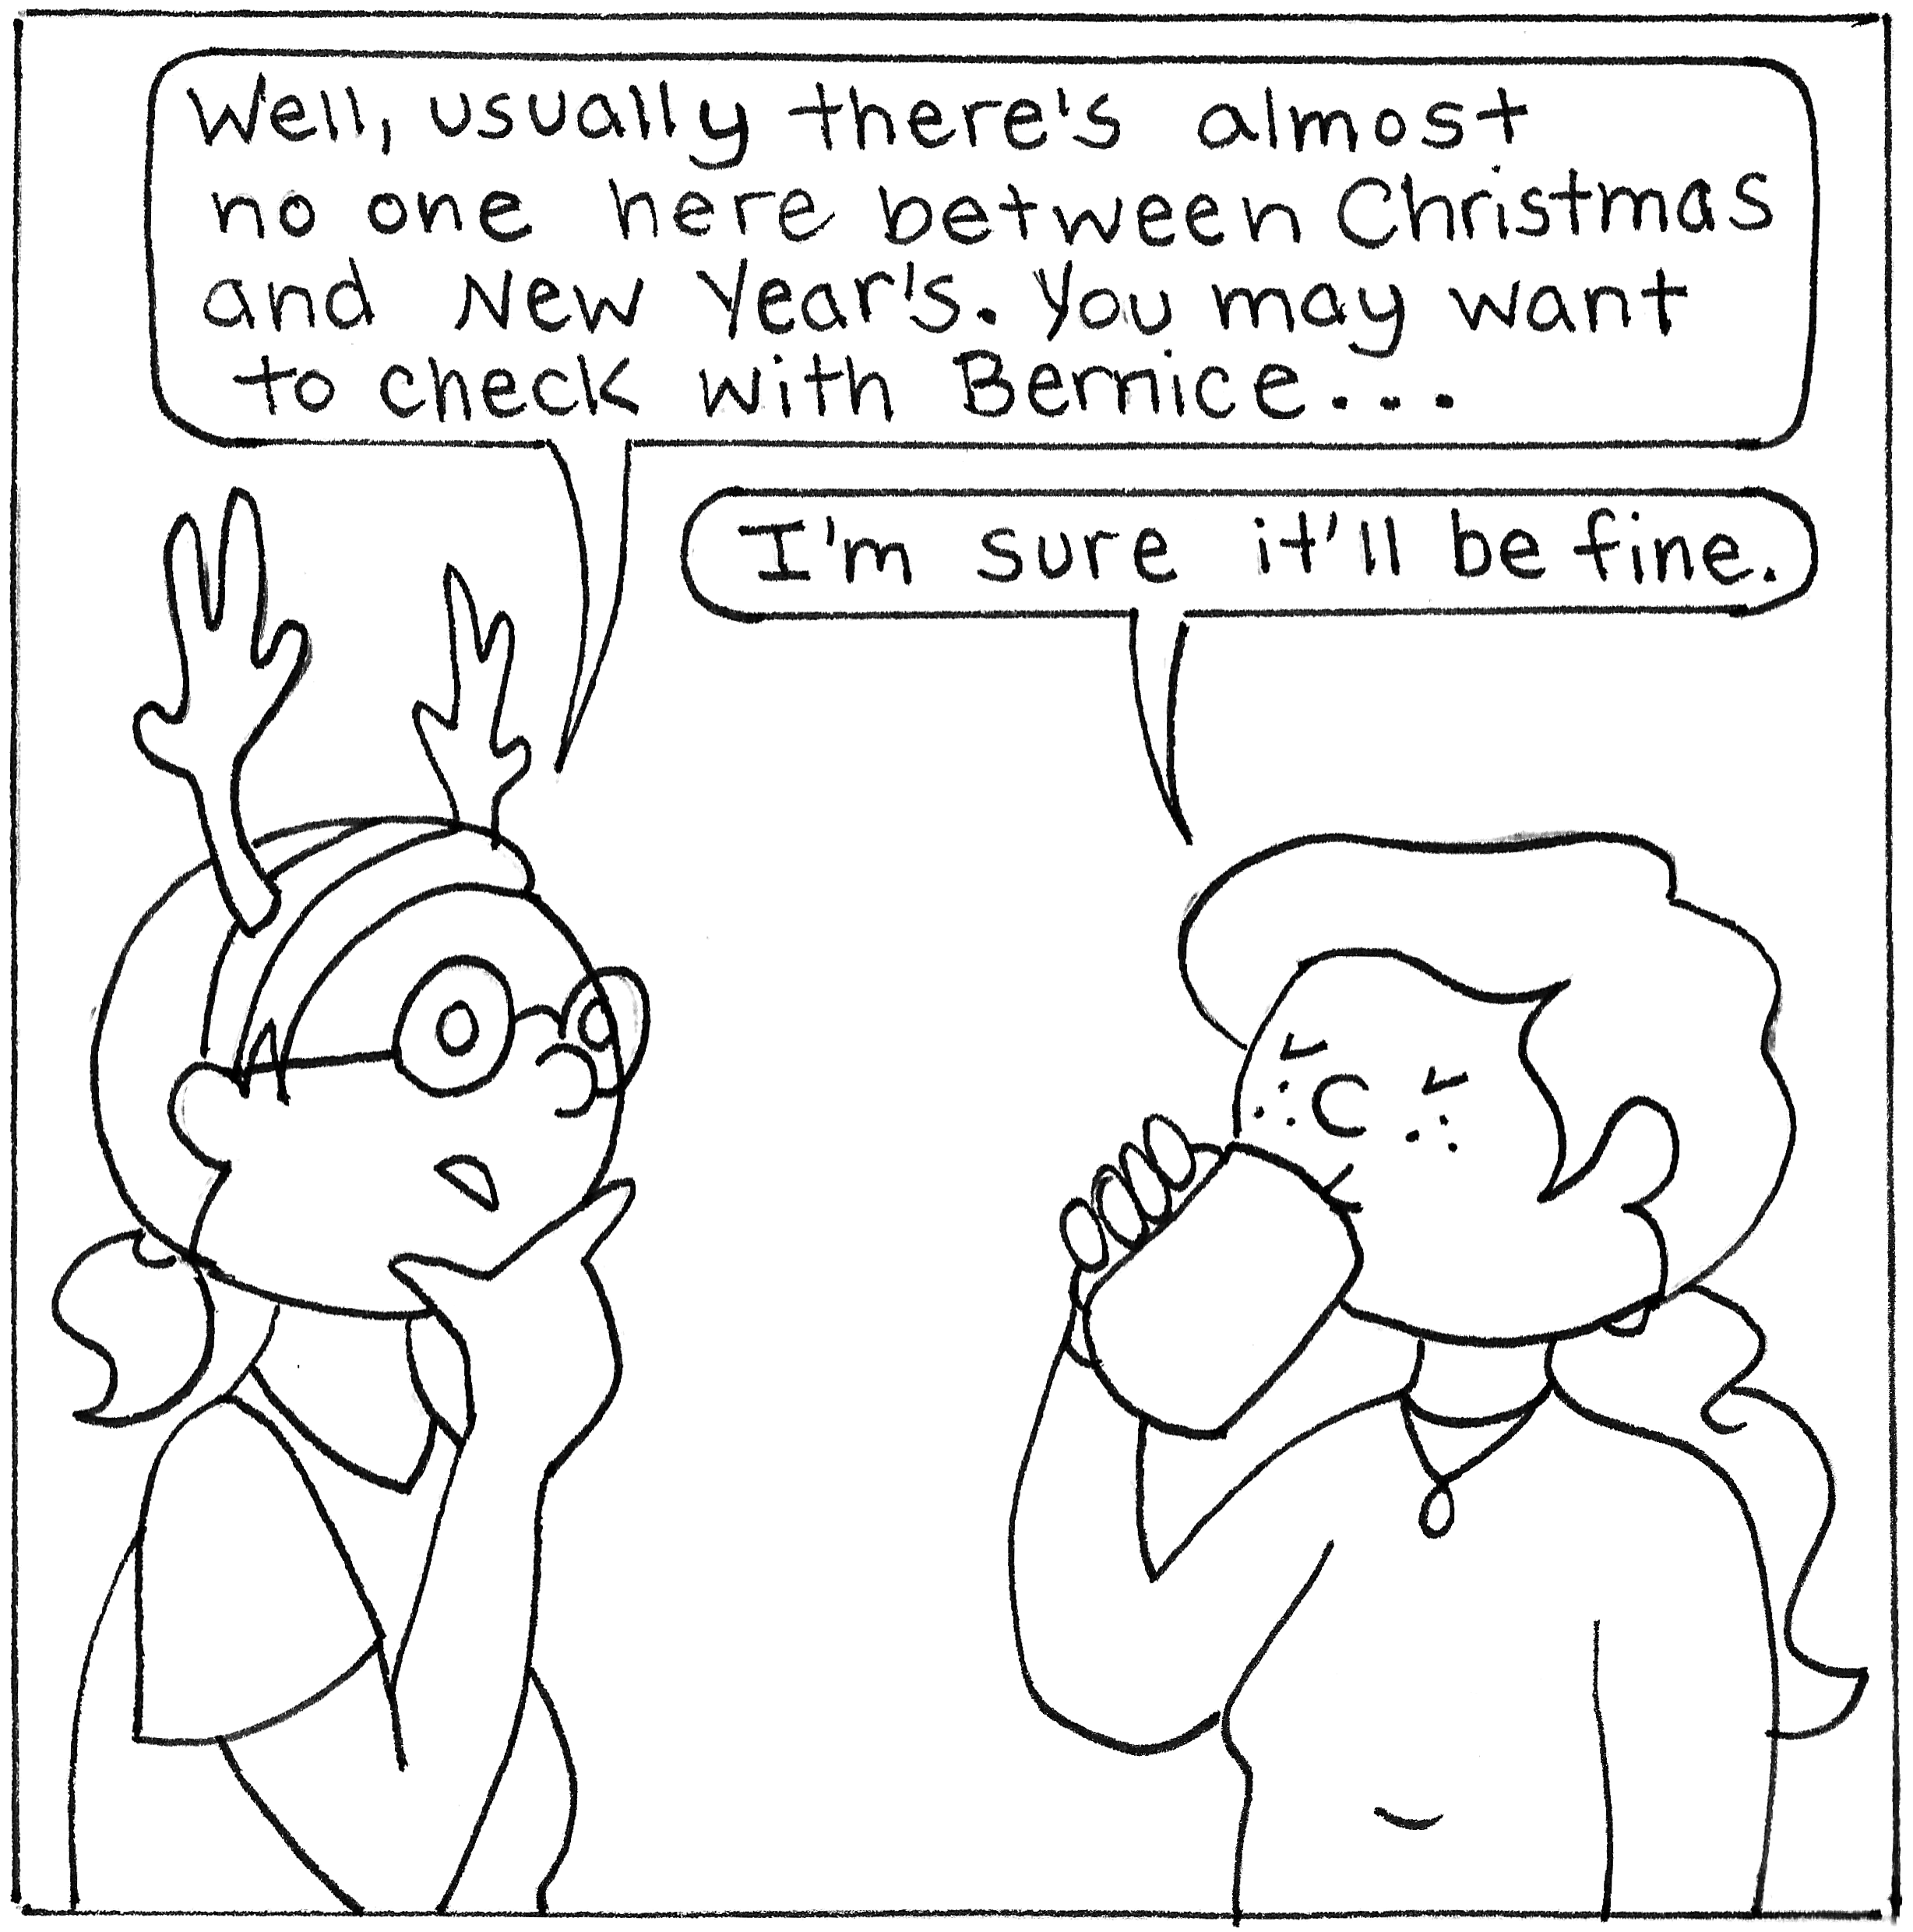 Well, usually there's almost
no one here between Christmas
and New Year's. You may want
to check with Bernice...
I'm sure it'll be fine.